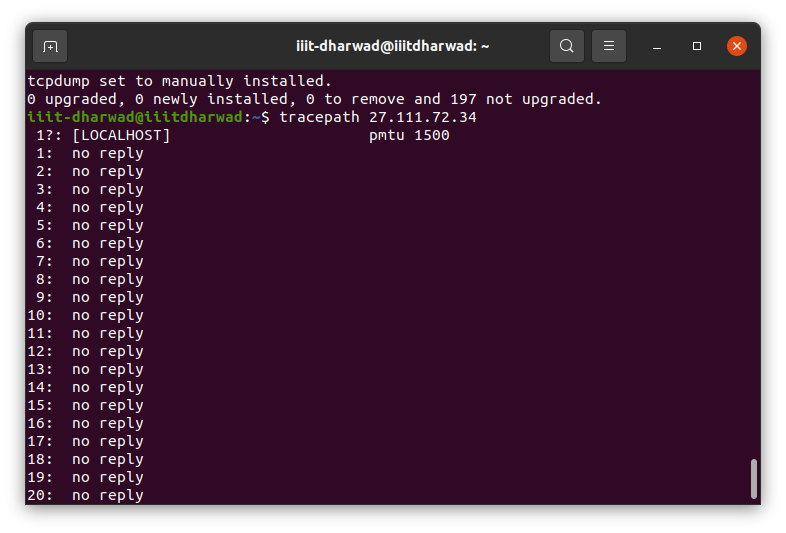 iiit-dharwad@iiitdharwad: ~
tcpdump set to manually installed.
0 upgraded, 0 newly installed, 0 to remove and 197 not upgraded.
iiit-dharwad@iiitdharwad:~$ tracepath 27.111.72.34
 1?: [LOCALHOST]                      pmtu 1500
 1:  no reply
 2:  no reply
 3:  no reply
 4:  no reply
 5:  no reply
 6:  no reply
 7:  no reply
 8:  no reply
 9:  no reply
10:  no reply
11:  no reply
12:  no reply
13:  no reply
14:  no reply
15:  no reply
16:  no reply
17:  no reply
18:  no reply
19:  no reply
20:  no reply